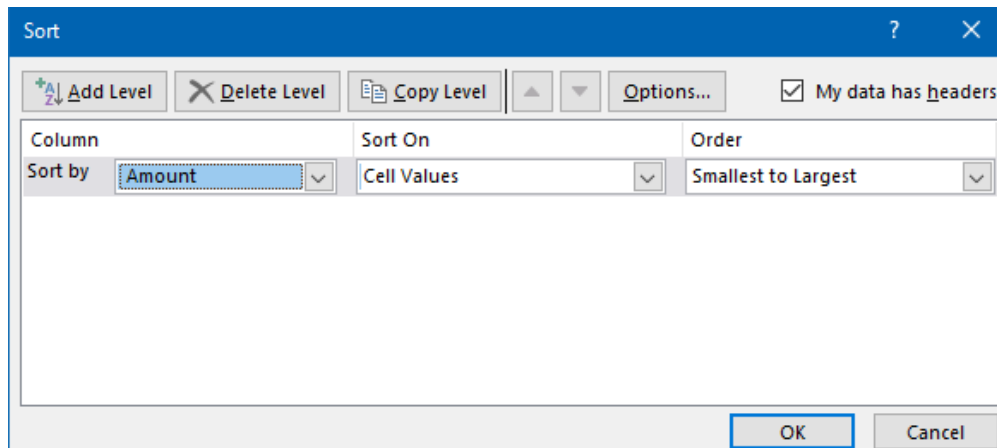 Sort ?
Add Level Delete Level Copy Level Options... My data has headers
Column Sort On Order
Sort by Amount Cell Values Smallest to Largest
OK Cancel